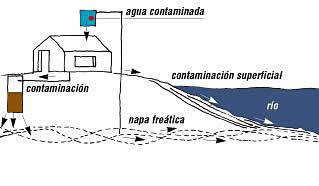 agua contaminada
contaminación superficial
contaminación
río
napa freática